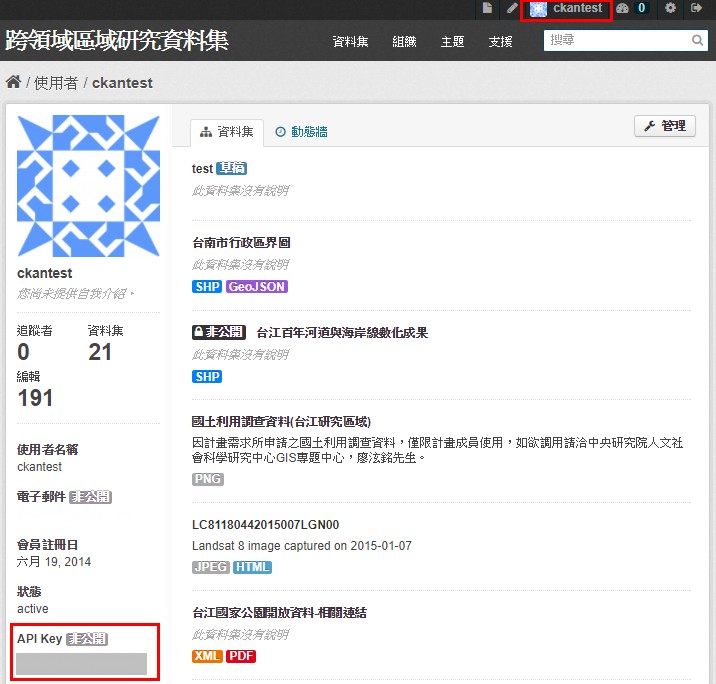 ckantest 0
跨領域區域研究資料集 資料集 組織 主題 支援 搜尋
/ 使用者 / ckantest
資料集 動態牆 管理
test 草稿
此資料集沒有說明
台南市行政區界圖
此資料集沒有說明
SHP GeoJSON
非公開 台江百年河道與海岸線數化成果
此資料集沒有說明
SHP
國土利用調查資料(台江研究區域)
因計畫需求所申請之國土利用調查資料，僅限計畫成員使用，如欲調用請洽中央研究院人文社
會科學研究中心GIS專題中心，廖泫銘先生。
PNG
LC81180442015007LGN00
Landsat 8 image captured on 2015-01-07
JPEG HTML
台江國家公園開放資料-相關連結
此資料集沒有說明
XML PDF
ckantest
您尚未提供自我介紹。
追蹤者 資料集
0 21
編輯
191
使用者名稱
ckantest
電子郵件 非公開
會員註冊日
六月 19, 2014
狀態
active
API Key 非公開